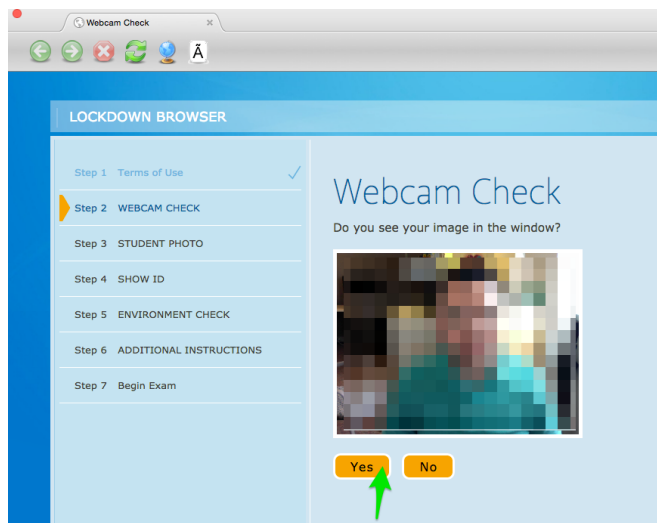 Webcam Check
Ã
LOCKDOWN BROWSER
Step 1 Terms of Use
Step 2 WEBCAM CHECK
Step 3 STUDENT PHOTO
Step 4 SHOW ID
Step 5 ENVIRONMENT CHECK
Step 6 ADDITIONAL INSTRUCTIONS
Step 7 Begin Exam
Webcam Check
Do you see your image in the window?
Yes No